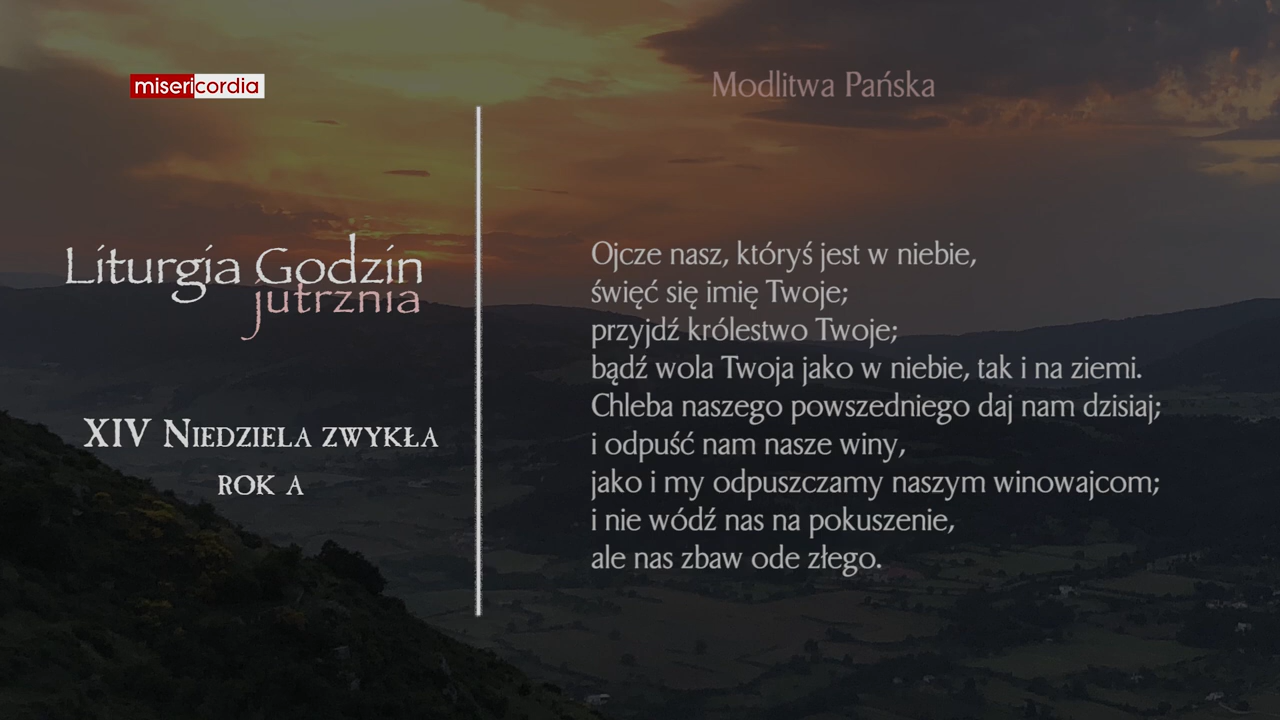 misericordia
Liturgia Godzin
jutrznia
XIV Niedziela zwykła
rok A
Modlitwa Pańska
Ojcze nasz, któryś jest w niebie,
święć się imię Twoje;
przyjdź królestwo Twoje;
bądź wola Twoja jako w niebie, tak i na ziemi.
Chleba naszego powszedniego daj nam dzisiaj;
i odpuść nam nasze winy,
jako i my odpuszczamy naszym winowajcom;
i nie wódź nas na pokuszenie,
ale nas zbaw ode złego.